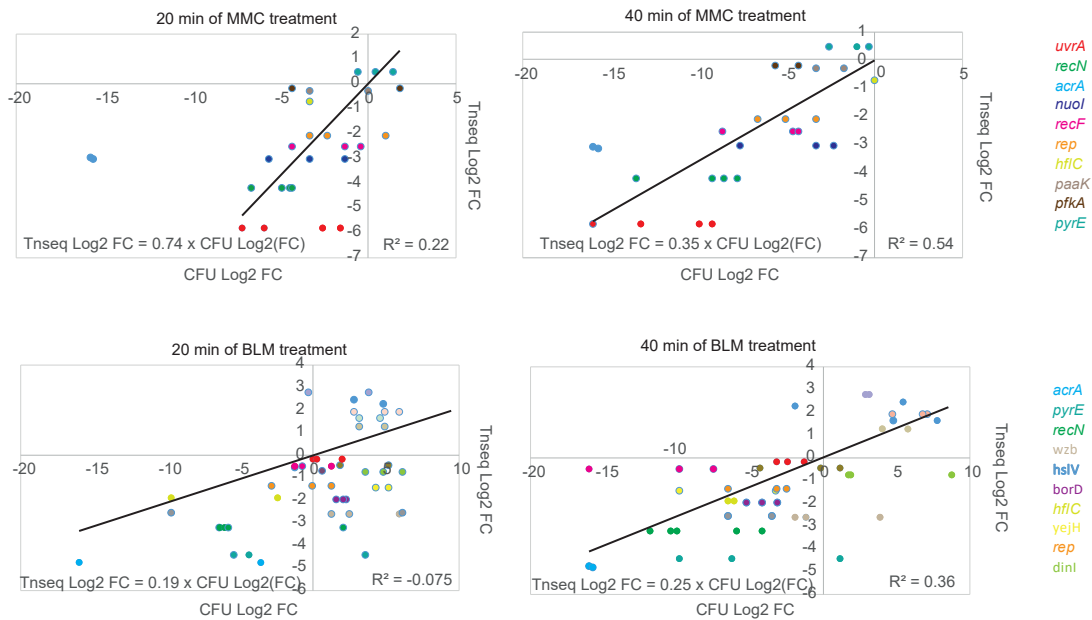 20 min of MMC treatment
2
1
0
-20
-15
-10
-5
0
5
-1
-2
-3
-4
-5
-6
-7
Tnseq Log2 FC
Tnseq Log2 FC = 0.74 x CFU Log2(FC)
R² = 0.22
CFU Log2 FC
40 min of MMC treatment
1
0
-20
-15
-10
-5
0
5
-1
-2
-3
-4
-5
-6
-7
Tnseq Log2 FC
Tnseq Log2 FC = 0.35 x CFU Log2(FC)
R² = 0.54
CFU Log2 FC
uvrA
recN
acrA
nuoI
recF
rep
hflC
paaK
pfkA
pyrE
20 min of BLM treatment
4
3
2
1
0
-20
-15
-10
-5
0
5
10
-1
-2
-3
-4
-5
-6
Tnseq Log2 FC
Tnseq Log2 FC = 0.19 x CFU Log2(FC)
R² = -0.075
CFU Log2 FC
40 min of BLM treatment
4
3
2
1
0
-10
-20
-15
-10
-5
0
5
10
-1
-2
-3
-4
-5
-6
Tnseq Log2 FC
Tnseq Log2 FC = 0.25 x CFU Log2(FC)
R² = 0.36
CFU Log2 FC
acrA
pyrE
recN
wzb
hslV
borD
hflC
yejH
rep
dinI